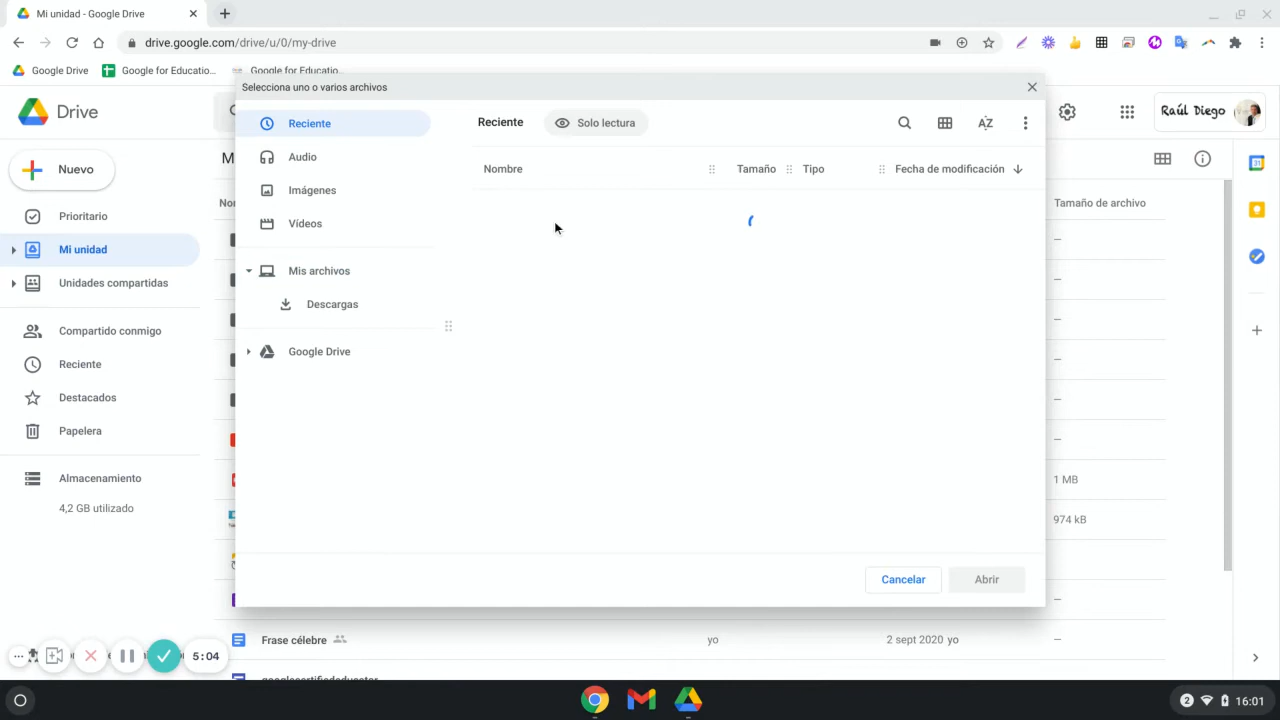 Mi unidad - Google Drive
drive.google.com/drive/u/0/my-drive
Google Drive
Google for Educatio...
Google for Educatio...
Selecciona uno o varios archivos
Drive
Raúl Diego
Reciente
Reciente
Solo lectura
Audio
Imágenes
Vídeos
Mis archivos
Descargas
Google Drive
Nombre
Tamaño
Tipo
Fecha de modificación
Nuevo
Prioritario
Mi unidad
Unidades compartidas
Compartido conmigo
Reciente
Destacados
Papelera
Almacenamiento
4,2 GB utilizado
Tamaño de archivo
–
–
–
–
–
–
1 MB
974 kB
–
Cancelar
Abrir
Frase célebre
yo
2 sept 2020 yo
–
5:04
2
16:01